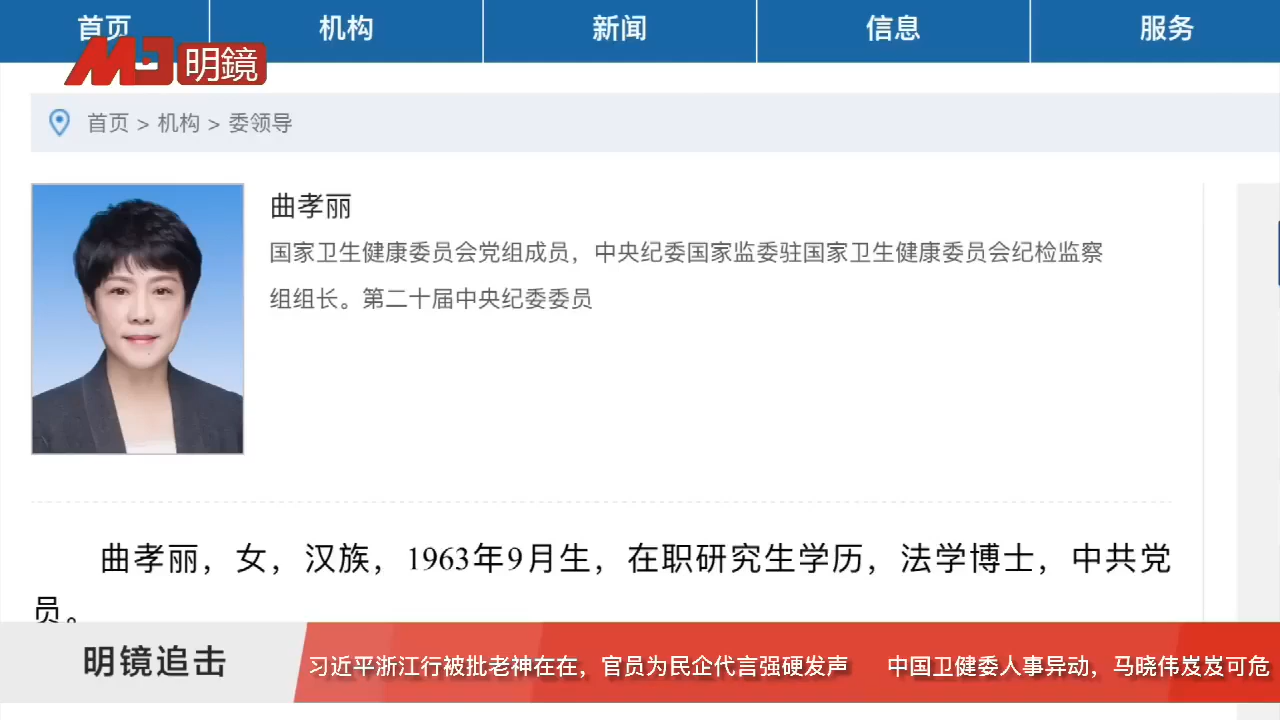 首页
机构
新闻
信息
服务
明鏡
首页 > 机构 > 委领导
曲孝丽
国家卫生健康委员会党组成员，中央纪委国家监委驻国家卫生健康委员会纪检监察
组组长。第二十届中央纪委委员
曲孝丽，女，汉族，1963年9月生，在职研究生学历，法学博士，中共党
员。
明镜追击
习近平浙江行被批老神在在，官员为民企代言强硬发声 中国卫健委人事异动，马晓伟岌岌可危